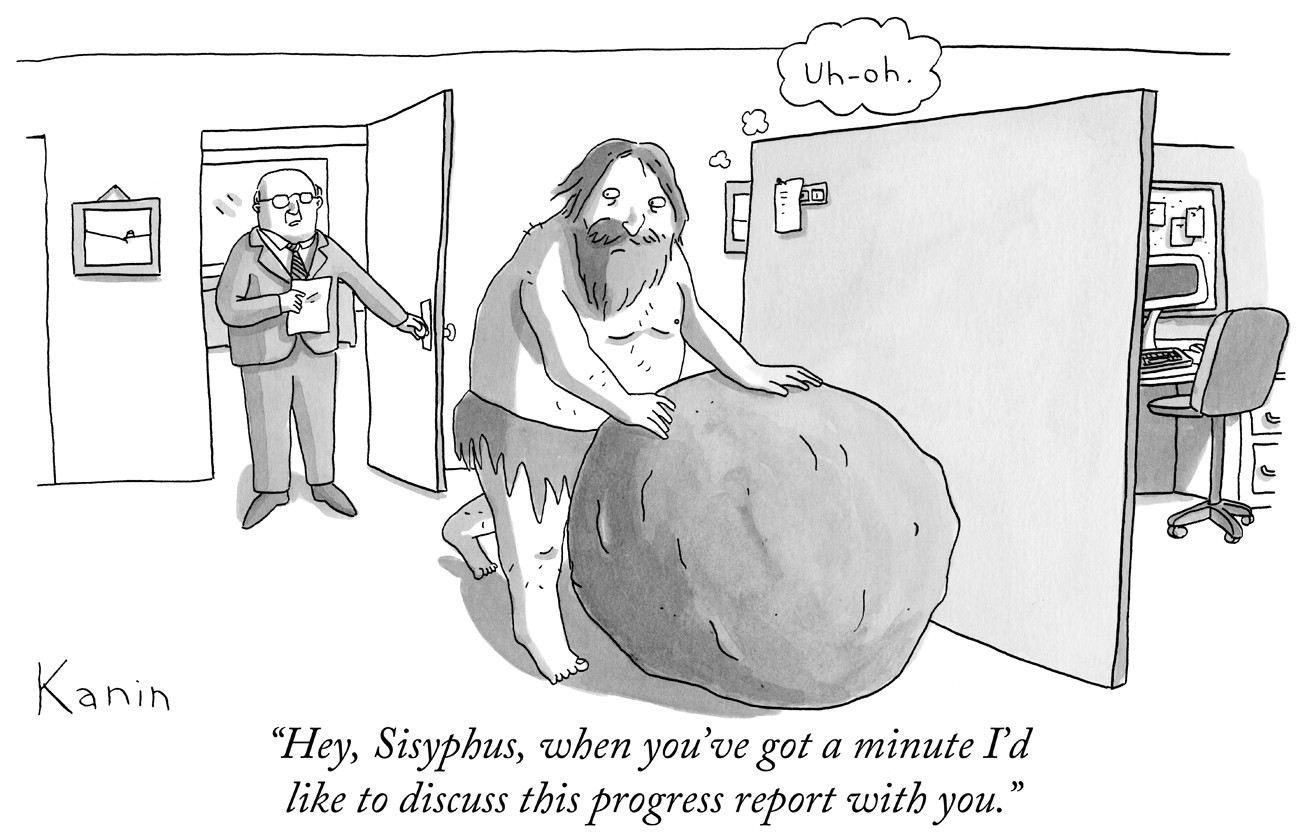 Uh-oh.
Kanin
“Hey, Sisyphus, when you’ve got a minute I’d
like to discuss this progress report with you.”